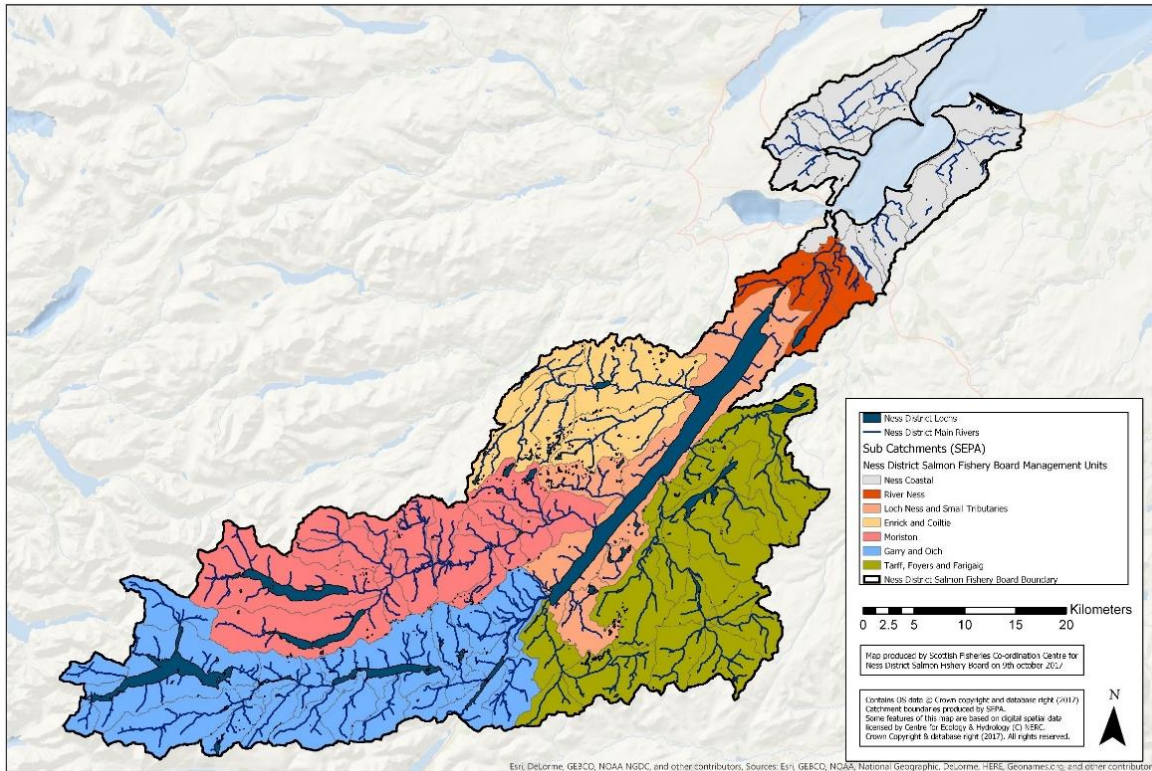 Ness District Lochs
Ness District Main Rivers
Sub Catchments (SEPA)
Ness District Salmon Fishery Board Management Units
Ness Coastal
River Ness
Loch Ness and Small Tributaries
Enrick and Coiltie
Moriston
Garry and Oich
Tarff, Foyers and Farigaig
Ness District Salmon Fishery Board Boundary
Kilometers
0 2.5 5 10 15 20
Map produced by Scottish Fisheries Co-ordination Centre for
Ness District Salmon Fishery Board on 9th october 2017
Contains OS data © Crown copyright and database right (2017)
Catchment boundaries produced by SEPA.
Some features of this map are based on digital spatial data
licensed by Centre for Ecology & Hydrology (C) NERC.
Crown Copyright & database right (2017). All rights reserved.
N
Esri, DeLorme, GEBCO, NOAA NGDC, and other contributors, Sources: Esri, GEBCO, NOAA, National Geographic, DeLorme, HERE, Geonames.org, and other contributor